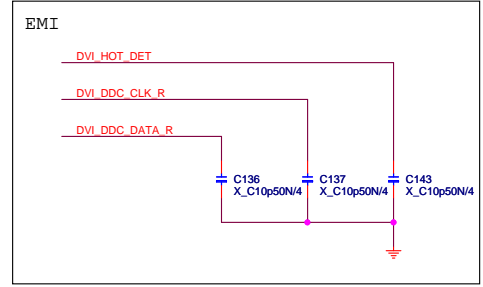 EMI
DVI_HOT_DET
DVI_DDC_CLK_R
DVI_DDC_DATA_R
C136 C137 C143
X_C10p50N/4 X_C10p50N/4 X_C10p50N/4